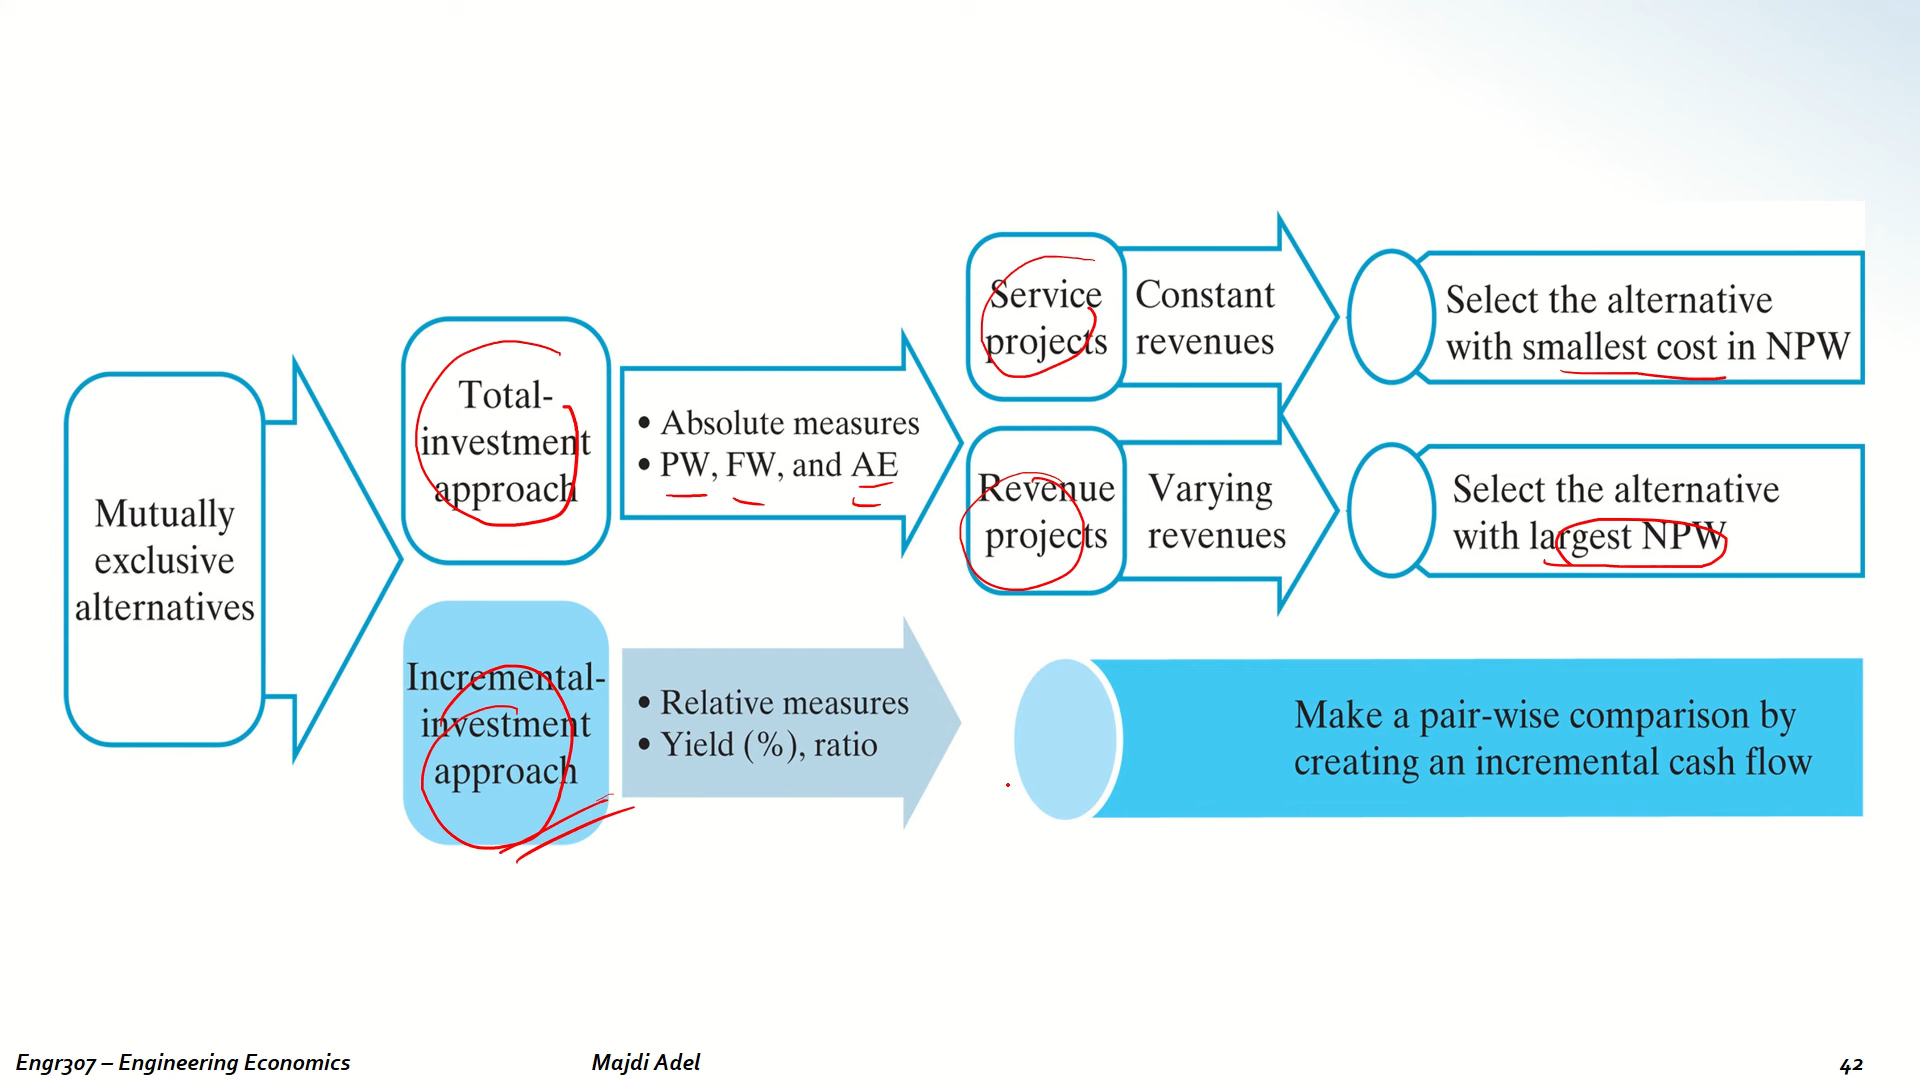 Mutually
exclusive
alternatives
Total-
investment
approach
• Absolute measures
• PW, FW, and AE
Service
projects
Constant
revenues
Select the alternative
with smallest cost in NPW
Revenue
projects
Varying
revenues
Select the alternative
with largest NPW
Incremental-
investment
approach
• Relative measures
• Yield (%), ratio
Make a pair-wise comparison by
creating an incremental cash flow
Engr307 – Engineering Economics
Majdi Adel
42